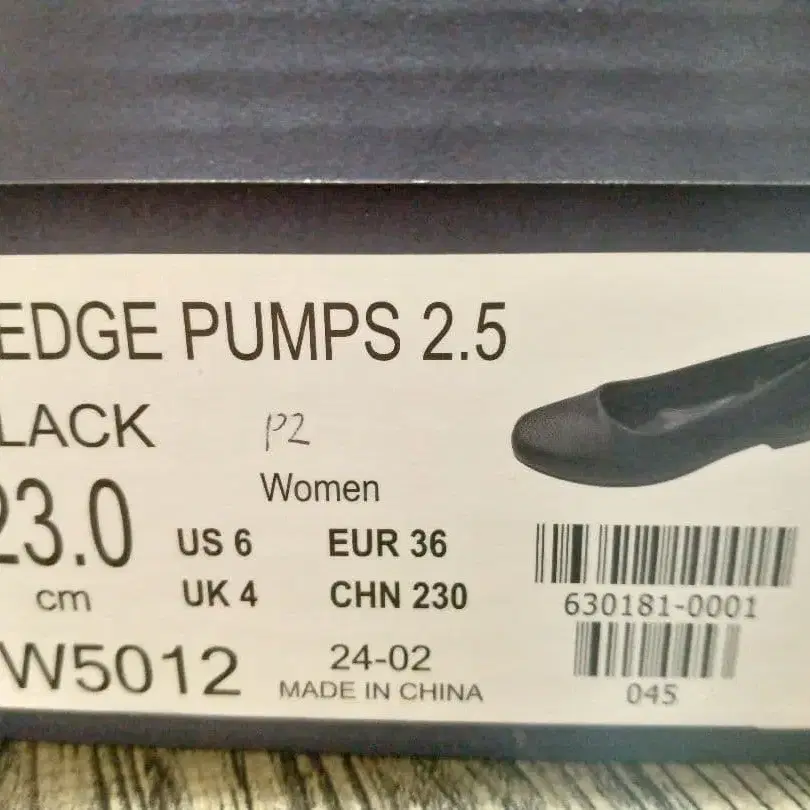 EDGE PUMPS 2.5
LACK
P2
Women
23.0
cm
US 6 EUR 36
UK 4 CHN 230
W5012
24-02
MADE IN CHINA
630181-0001
045